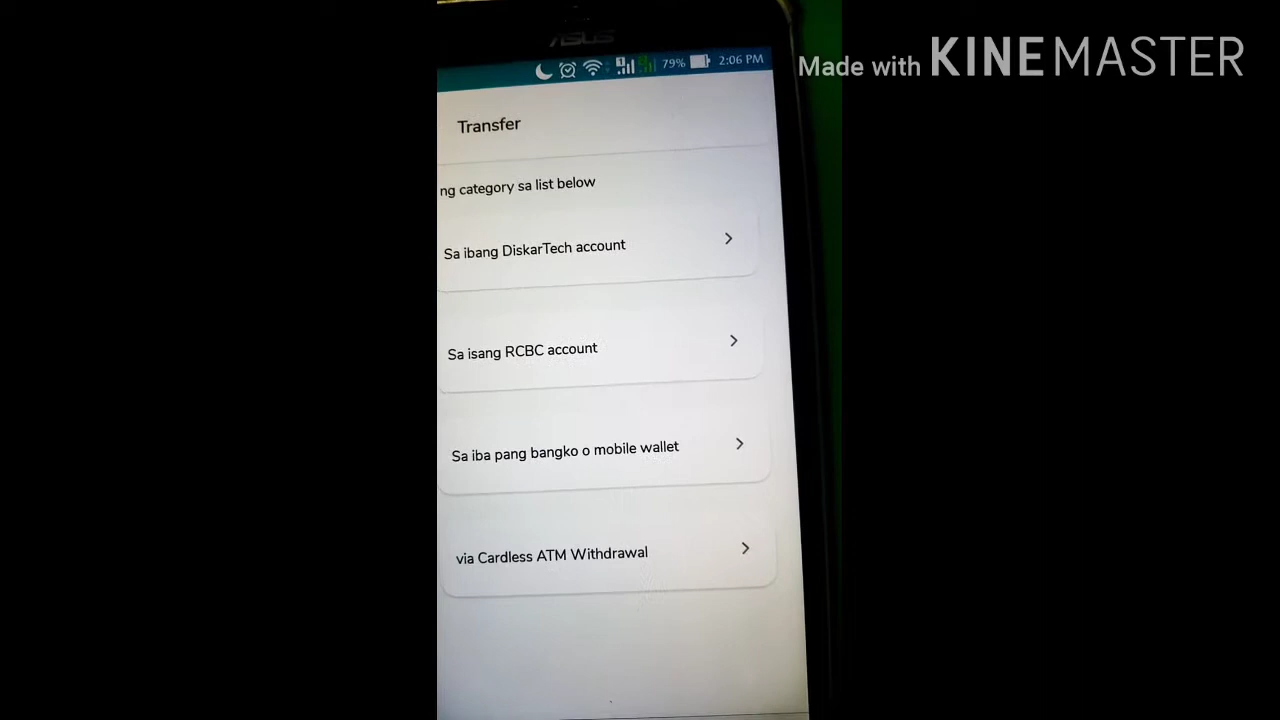 ASUS
79% 2:06 PM
Made with KINEMASTER
Transfer
ng category sa list below
Sa ibang DiskarTech account
Sa isang RCBC account
Sa iba pang bangko o mobile wallet
via Cardless ATM Withdrawal